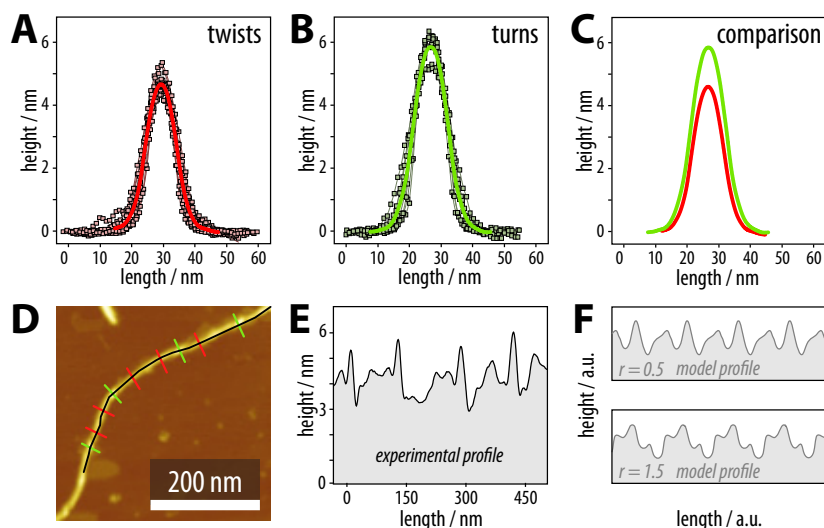 A
twists
height / nm
6
4
2
0
0 10 20 30 40 50 60
length / nm
B
turns
height / nm
6
4
2
0
0 10 20 30 40 50 60
length / nm
C
comparison
height / nm
6
4
2
0
0 10 20 30 40 50 60
length / nm
D
200 nm
E
height / nm
6
3
0
experimental profile
0 150 300 450
length / nm
F
height / a.u.
r = 0.5 model profile
r = 1.5 model profile
length / a.u.